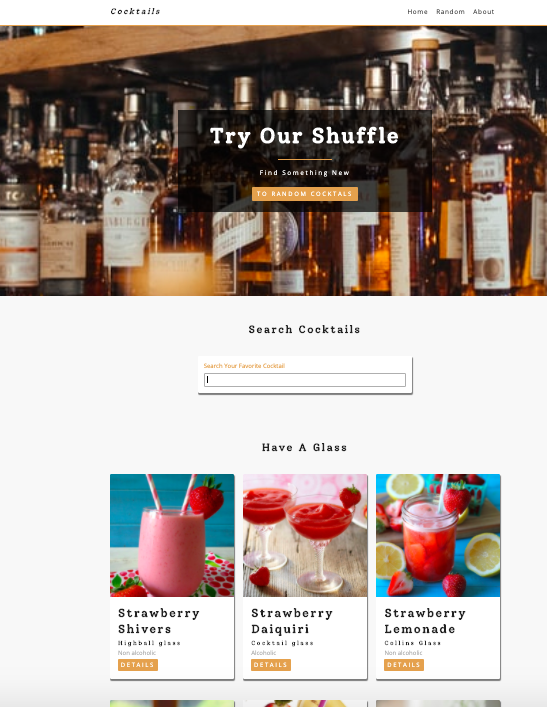 Cocktails
Home Random About
Try Our Shuffle
Find Something New
TO RANDOM COCKTALS
Search Cocktails
Search Your Favorite Cocktail
Have A Glass
Strawberry Shivers
Highball glass
Non alcoholic
DETAILS
Strawberry Daiquiri
Cocktail glass
Alcoholic
DETAILS
Strawberry Lemonade
Collins Glass
Non alcoholic
DETAILS